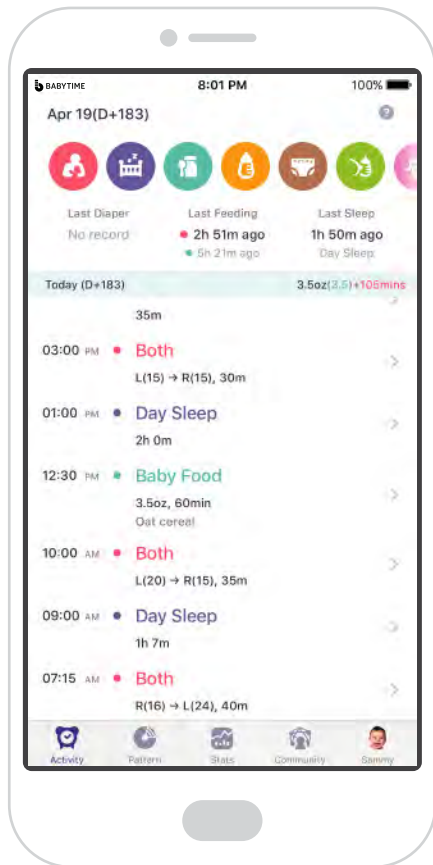 BABYTIME 8:01 PM 100%
Apr 19(D+183) ?
Last Diaper Last Feeding Last Sleep
No record 2h 51m ago 1h 50m ago
5h 21m ago Day Sleep
Today (D+183) 3.5oz(3.5)+105mins
35m
03:00 PM Both
L(15) → R(15), 30m
01:00 PM Day Sleep
2h 0m
12:30 PM Baby Food
3.5oz, 60min
Oat cereal
10:00 AM Both
L(20) → R(15), 35m
09:00 AM Day Sleep
1h 7m
07:15 AM Both
R(16) → L(24), 40m
Activity Pattern Stats Community Sammy